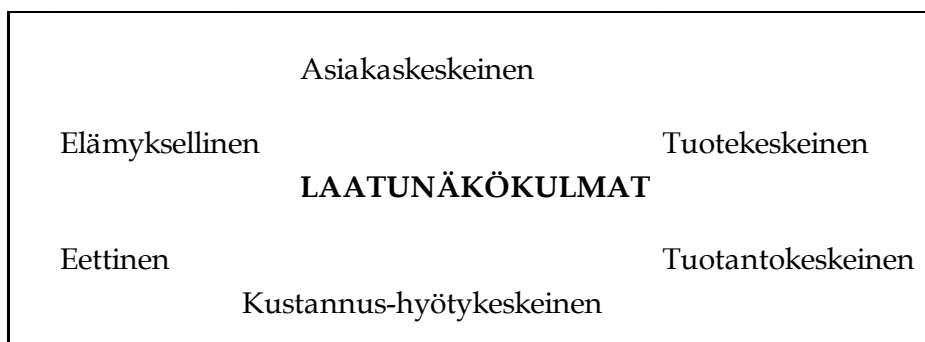 Asiakaskeskeinen
Elämyksellinen Tuotekeskeinen
LAATUNÄKÖKULMAT
Eettinen Tuotantokeskeinen
Kustannus-hyötykeskeinen